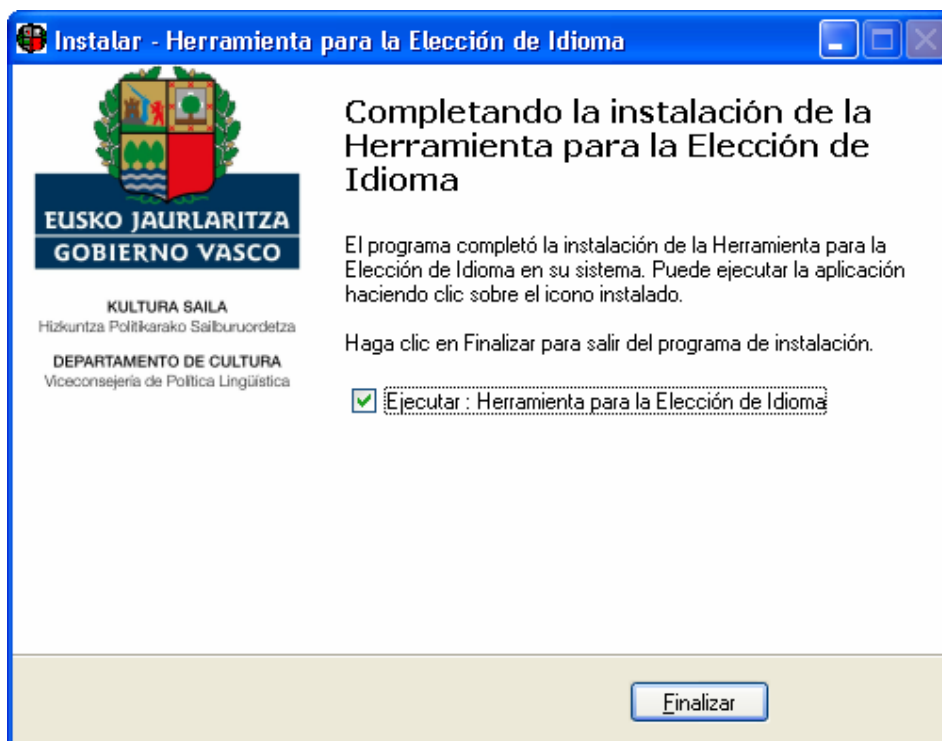 Instalar - Herramienta para la Elección de Idioma
EUSKO JAURLARITZA
GOBIERNO VASCO
KULTURA SAILA
Hizkuntza Politikarako Sailburuordetza
DEPARTAMENTO DE CULTURA
Viceconsejería de Política Lingüística
Completando la instalación de la
Herramienta para la Elección de
Idioma
El programa completó la instalación de la Herramienta para la
Elección de Idioma en su sistema. Puede ejecutar la aplicación
haciendo clic sobre el icono instalado.
Haga clic en Finalizar para salir del programa de instalación.
Ejecutar : Herramienta para la Elección de Idioma
Finalizar